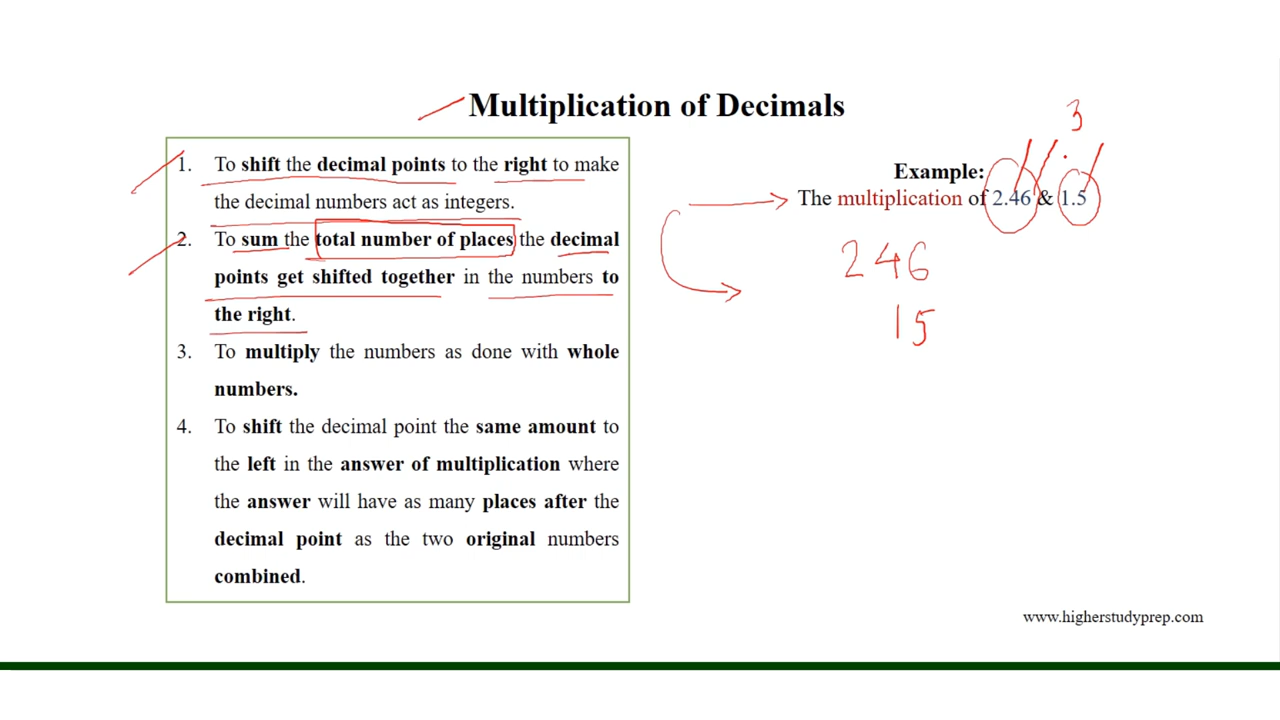 Multiplication of Decimals
1. To shift the decimal points to the right to make
the decimal numbers act as integers.
2. To sum the total number of places the decimal
points get shifted together in the numbers to
the right.
3. To multiply the numbers as done with whole
numbers.
4. To shift the decimal point the same amount to
the left in the answer of multiplication where
the answer will have as many places after the
decimal point as the two original numbers
combined.
3
Example:
The multiplication of 2.46 & 1.5
246
15
www.higherstudyprep.com